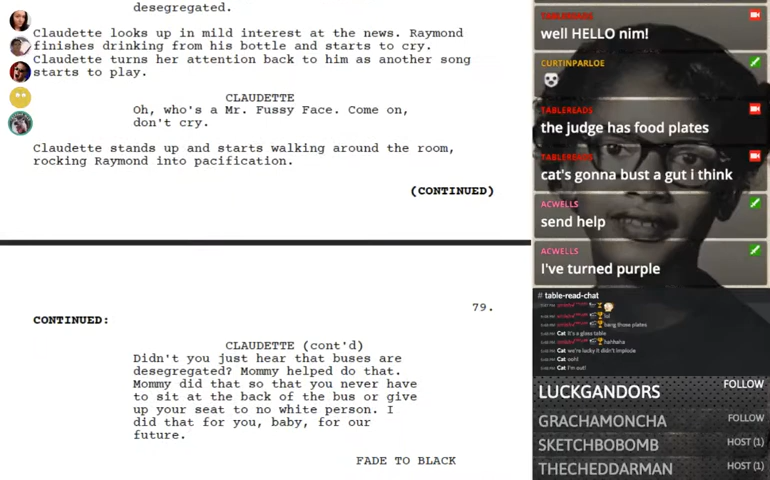 desegregated.
Claudette looks up in mild interest at the news. Raymond
finishes drinking from his bottle and starts to cry.
Claudette turns her attention back to him as another song
starts to play.
CLAUDETTE
Oh, who's a Mr. Fussy Face. Come on,
don't cry.
Claudette stands up and starts walking around the room,
rocking Raymond into pacification.
(CONTINUED)
79.
CONTINUED:
CLAUDETTE (cont'd)
Didn't you just hear that buses are
desegregated? Mommy helped do that.
Mommy did that so that you never have
to sit at the back of the bus or give
up your seat to no white person. I
did that for you, baby, for our
future.
FADE TO BLACK
well HELLO nim!
CURTINPARLOE
TABLEREADS
the judge has food plates
TABLEREADS
cat's gonna bust a gut i think
ACWELLS
send help
ACWELLS
I've turned purple
# table-read-chat
lol
bang those plates
Cat it's a glass table
hahhaha
Cat we're lucky it didn't implode
Cat ooh!
Cat I'm out!
LUCKGANDORS FOLLOW
GRACHAMONCHA FOLLOW
SKETCHBOBOMB HOST (1)
THECHEDDARMAN HOST (1)